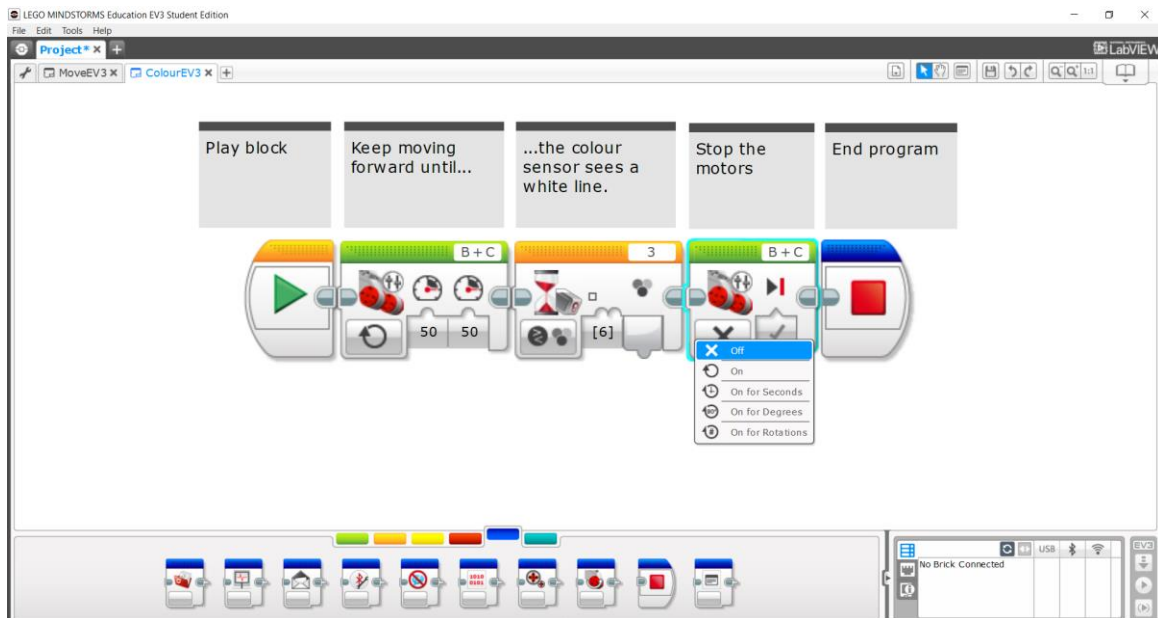 LEGO MINDSTORMS Education EV3 Student Edition
File Edit Tools Help
Project* × +
LabVIEW
MoveEV3 × ColourEV3 × +
1:1
Play block
Keep moving
forward until...
...the colour
sensor sees a
white line.
Stop the
motors
End program
B + C
3
B + C
50 50
[6]
Off
On
On for Seconds
On for Degrees
On for Rotations
USB
EV3
No Brick Connected